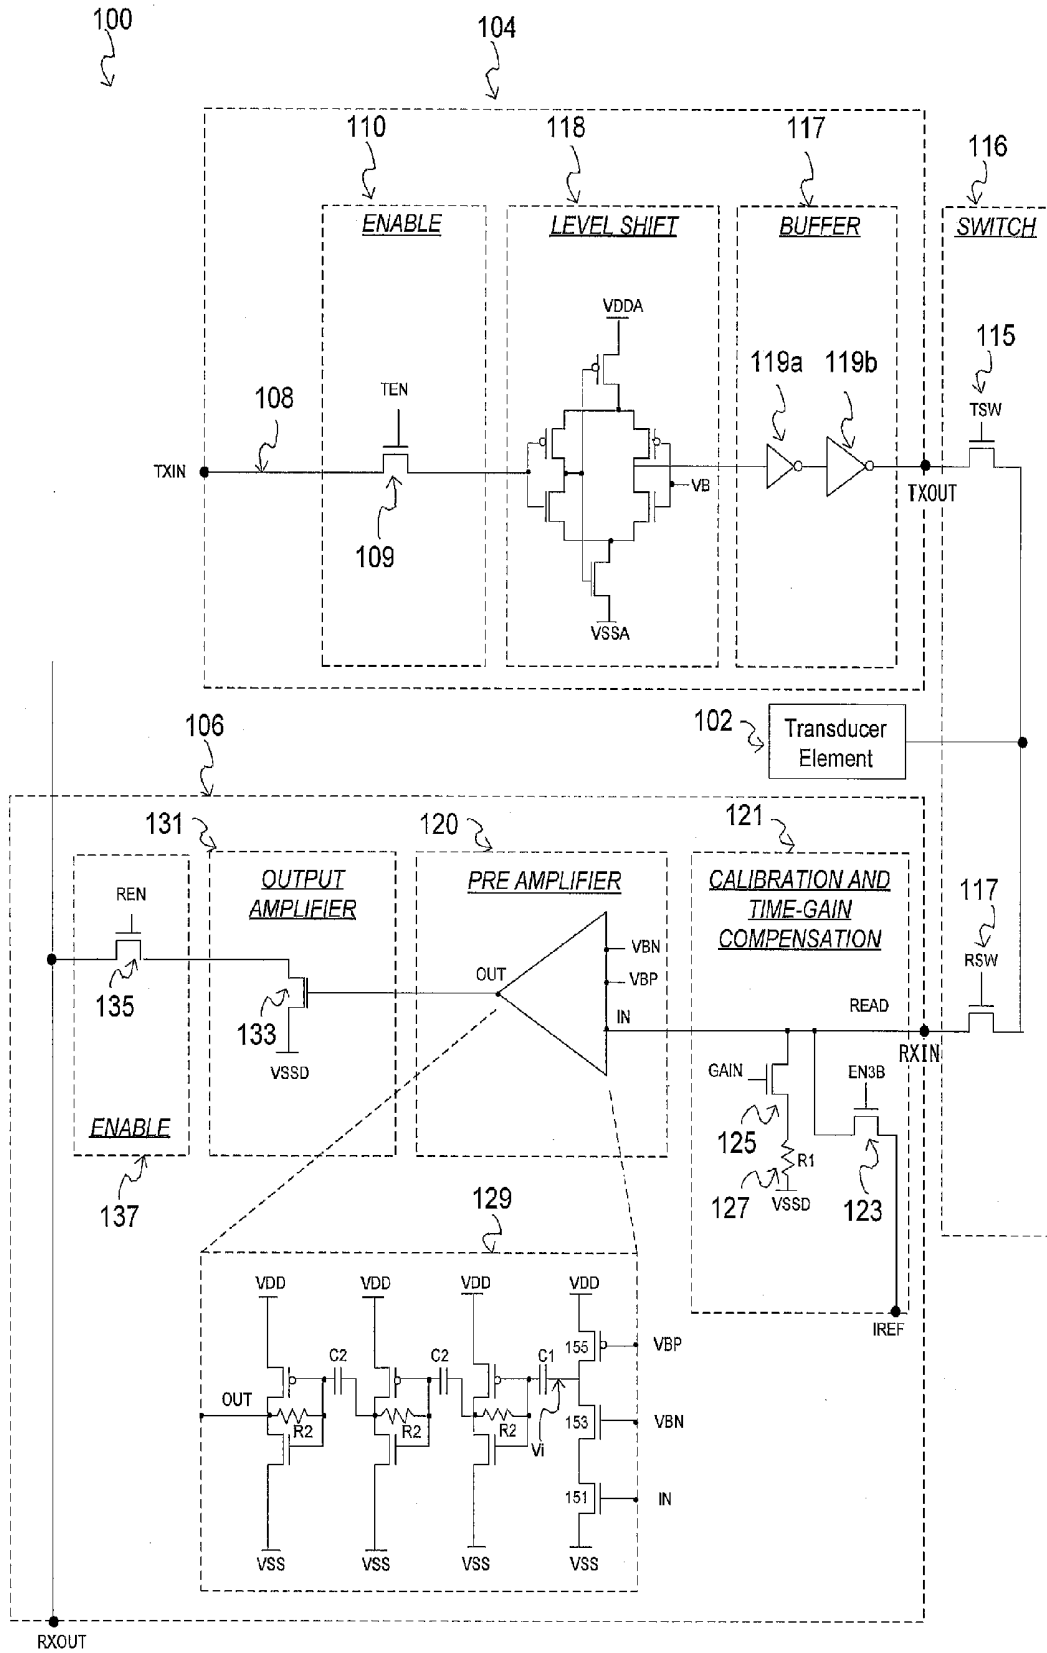 100
104
110
118
117
116
ENABLE
LEVEL SHIFT
BUFFER
SWITCH
VDDA
115
119a
119b
TEN
108
TSW
TXIN
VB
TXOUT
109
VSSA
102
Transducer
Element
106
131
120
121
OUTPUT
AMPLIFIER
PRE AMPLIFIER
CALIBRATION AND
TIME-GAIN
COMPENSATION
117
REN
VBN
RSW
OUT
VBP
135
133
IN
READ
RXIN
VSSD
GAIN
EN3B
ENABLE
125
R1
127
VSSD
123
137
129
VDD
VDD
VDD
VDD
IREF
155
VBP
C2
C2
C1
OUT
R2
R2
R2
Vi
153
VBN
151
IN
VSS
VSS
VSS
VSS
RXOUT